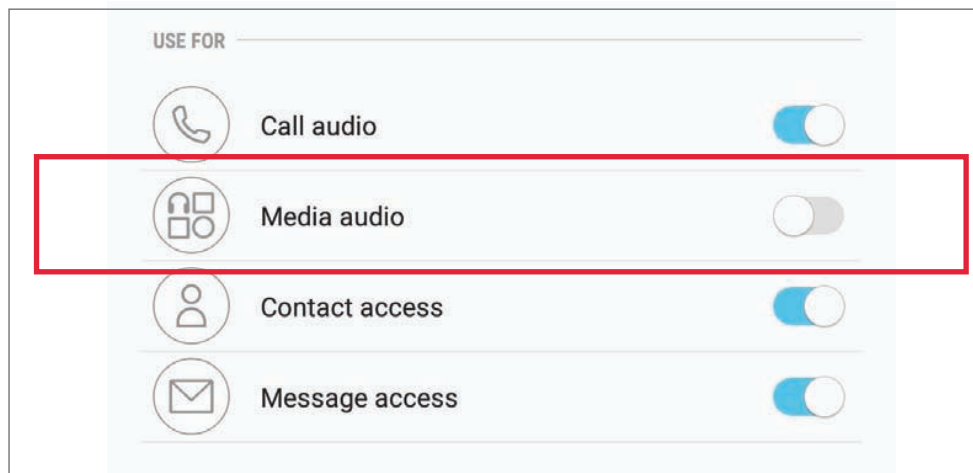 USE FOR
Call audio
Media audio
Contact access
Message access